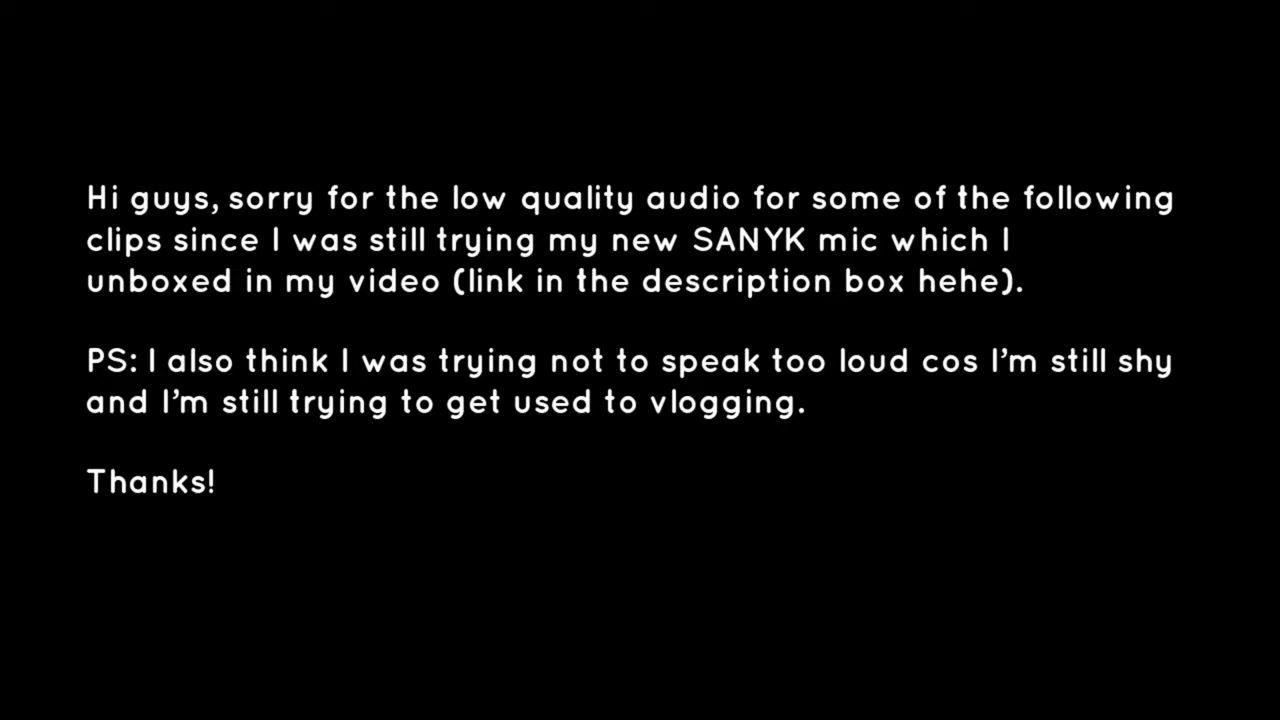 Hi guys, sorry for the low quality audio for some of the following
clips since I was still trying my new SANYK mic which I
unboxed in my video (link in the description box hehe).
PS: I also think I was trying not to speak too loud cos I’m still shy
and I’m still trying to get used to vlogging.
Thanks!